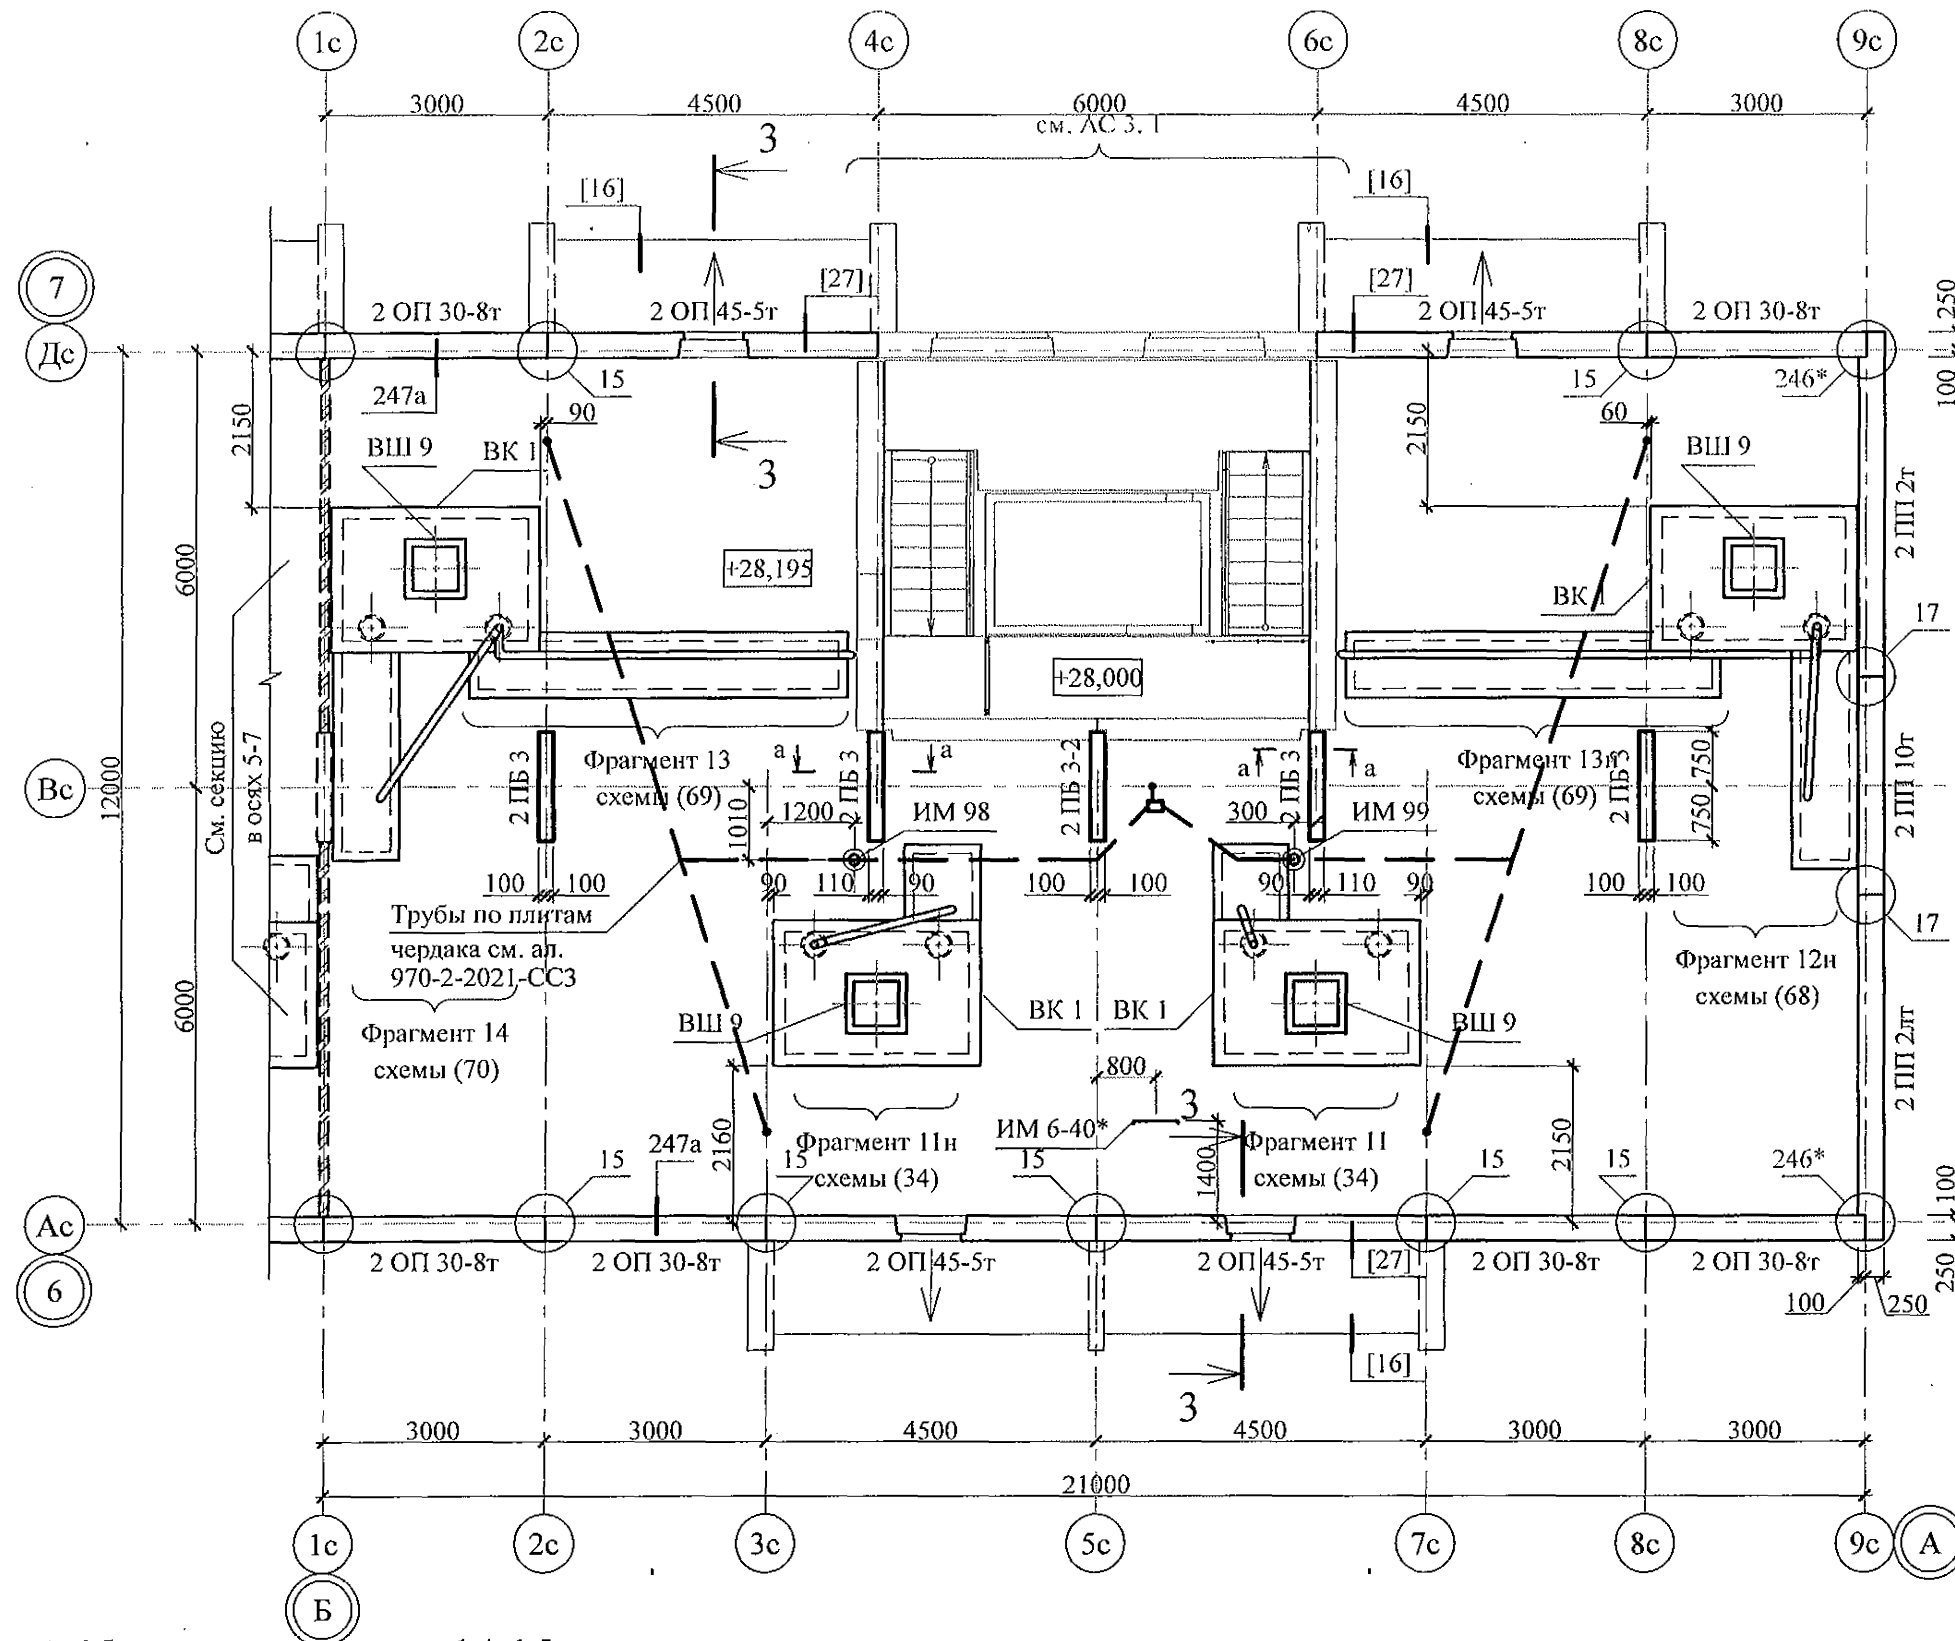 1с 2с 4с 6с 8с 9с
3000 4500 6000 4500 3000
см. АС 3. 1
3
[16] [16]
7
[27] [27]
2 ОП 30-8т 2 ОП 45-5т 2 ОП 45-5т 2 ОП 30-8т
250
Дс
247а 15 15 246*
100
90 60
2150 2150
ВШ 9 ВК 1 3 ВШ 9
2 ПП 2т
6000
+28,195
ВК 1
17
+28,000
См. секцию
в осях 5-7
Фрагмент 13
схемы (69)
а а а а
Фрагмент 13н
схемы (69)
Вс
12000
2 ПБ 3 2 ПБ 3 2 ПБ 3-2 2 ПБ 3 2 ПБ 3
750 750
2 ПП 10т
1010 1200 ИМ 98 300 ИМ 99
100 100 90 110 90 100 100 90 110 90 100 100
Трубы по плитам
чердака см. ал.
970-2-2021-СС3
17
Фрагмент 12н
схемы (68)
6000
Фрагмент 14
схемы (70)
ВШ 9 ВК 1 ВК 1 ВШ 9
2 ПП 2лт
800
3
2160 ИМ 6-40* 1400 2150
247а
Фрагмент 11н
схемы (34)
Фрагмент 11
схемы (34)
15 15 15 15 15 246*
100
Ас
2 ОП 30-8т 2 ОП 30-8т 2 ОП 45-5т 2 ОП 45-5т [27] 2 ОП 30-8т 2 ОП 30-8т
250
6
100 250
[16]
3
3000 3000 4500 4500 3000 3000
21000
1с 2с 3с 5с 7с 8с 9с А
Б